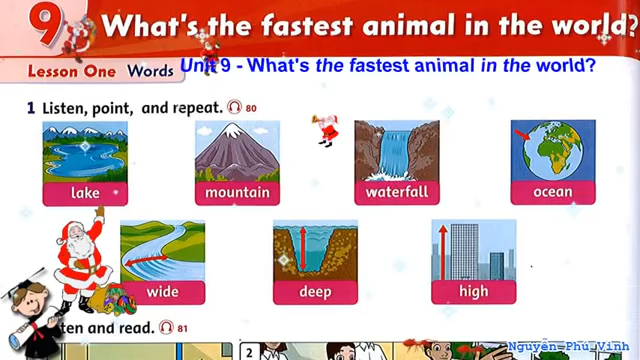 9 What's the fastest animal in the world?
Lesson One Words
Unit 9 - What's the fastest animal in the world?
1 Listen, point, and repeat. 80
lake
mountain
waterfall
ocean
wide
deep
high
ten and read. 81
2
Nguyễn Phú Vinh